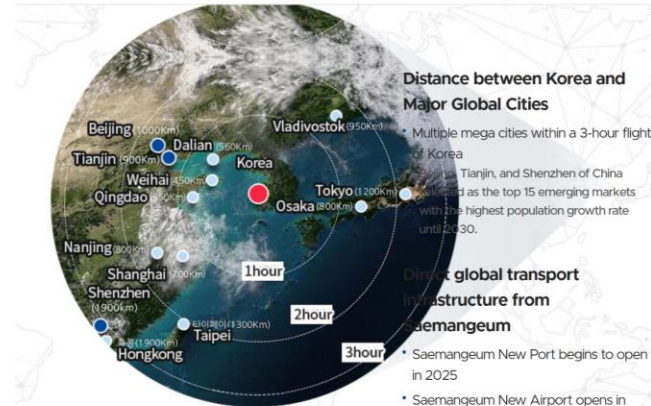 Beijing (1000Km)
Dalian (560Km)
Tianjin (900Km)
Vladivostok (950Km)
Korea
Weihai (450Km)
Qingdao
Tokyo (1200Km)
Osaka (800Km)
Nanjing (800Km)
Shanghai (700Km)
Shenzhen
(1900Km)
타이페이(1300Km)
Taipei
(1900Km)
Hongkong
1hour
2hour
3hour
Distance between Korea and
Major Global Cities
Multiple mega cities within a 3-hour flight
of Korea
Tianjin, and Shenzhen of China
as the top 15 emerging markets
with the highest population growth rate
until 2030.
Direct global transport
infrastructure from
Saemangeum
Saemangeum New Port begins to open
in 2025
Saemangeum New Airport opens in